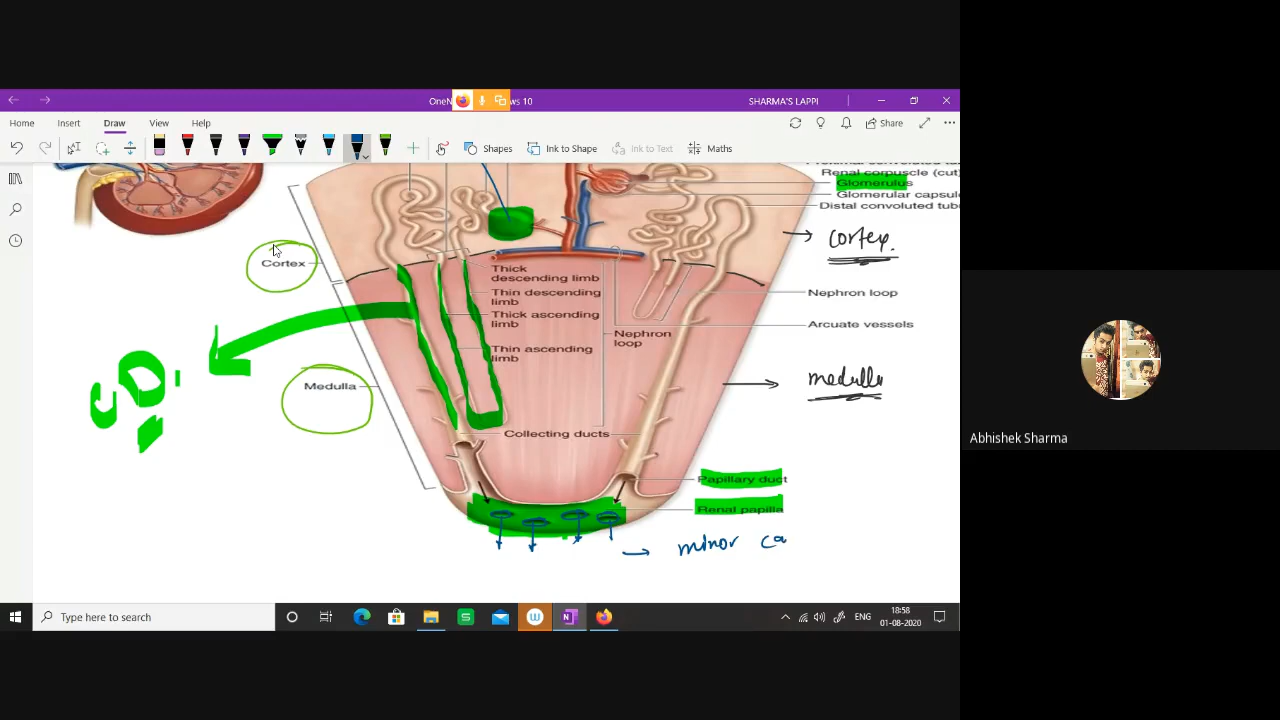 OneN
ws 10
SHARMA'S LAPPI
Home
Insert
Draw
View
Help
Share
Shapes
Ink to Shape
Ink to Text
Maths
Renal corpuscle (cut)
Glomerulus
Glomerular capsul
Distal convoluted tub
cortex.
Cortex
Thick
descending limb
Thin descending
limb
Nephron loop
Thick ascending
limb
Arcuate vessels
Nephron
loop
Thin ascending
limb
Medulla
medulla
Collecting ducts
Papillary duct
Renal papilla
minor ca
Abhishek Sharma
Type here to search
ENG
18:58
01-08-2020